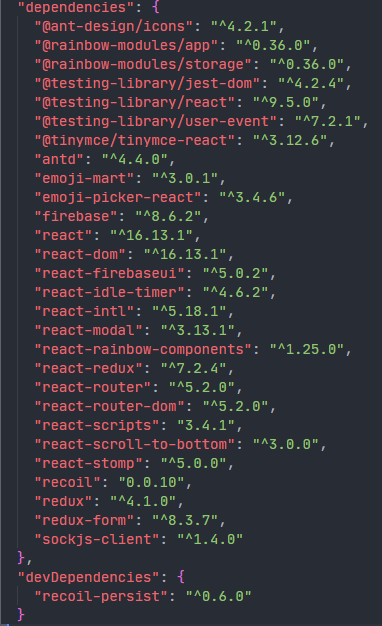 "dependencies": {
"@ant-design/icons": "^4.2.1",
"@rainbow-modules/app": "^0.36.0",
"@rainbow-modules/storage": "^0.36.0",
"@testing-library/jest-dom": "^4.2.4",
"@testing-library/react": "^9.5.0",
"@testing-library/user-event": "^7.2.1",
"@tinymce/tinymce-react": "^3.12.6",
"antd": "^4.4.0",
"emoji-mart": "^3.0.1",
"emoji-picker-react": "^3.4.6",
"firebase": "^8.6.2",
"react": "^16.13.1",
"react-dom": "^16.13.1",
"react-firebaseui": "^5.0.2",
"react-idle-timer": "^4.6.2",
"react-intl": "^5.18.1",
"react-modal": "^3.13.1",
"react-rainbow-components": "^1.25.0",
"react-redux": "^7.2.4",
"react-router": "^5.2.0",
"react-router-dom": "^5.2.0",
"react-scripts": "3.4.1",
"react-scroll-to-bottom": "^3.0.0",
"react-stomp": "^5.0.0",
"recoil": "0.0.10",
"redux": "^4.1.0",
"redux-form": "^8.3.7",
"sockjs-client": "^1.4.0"
},
"devDependencies": {
"recoil-persist": "^0.6.0"
}